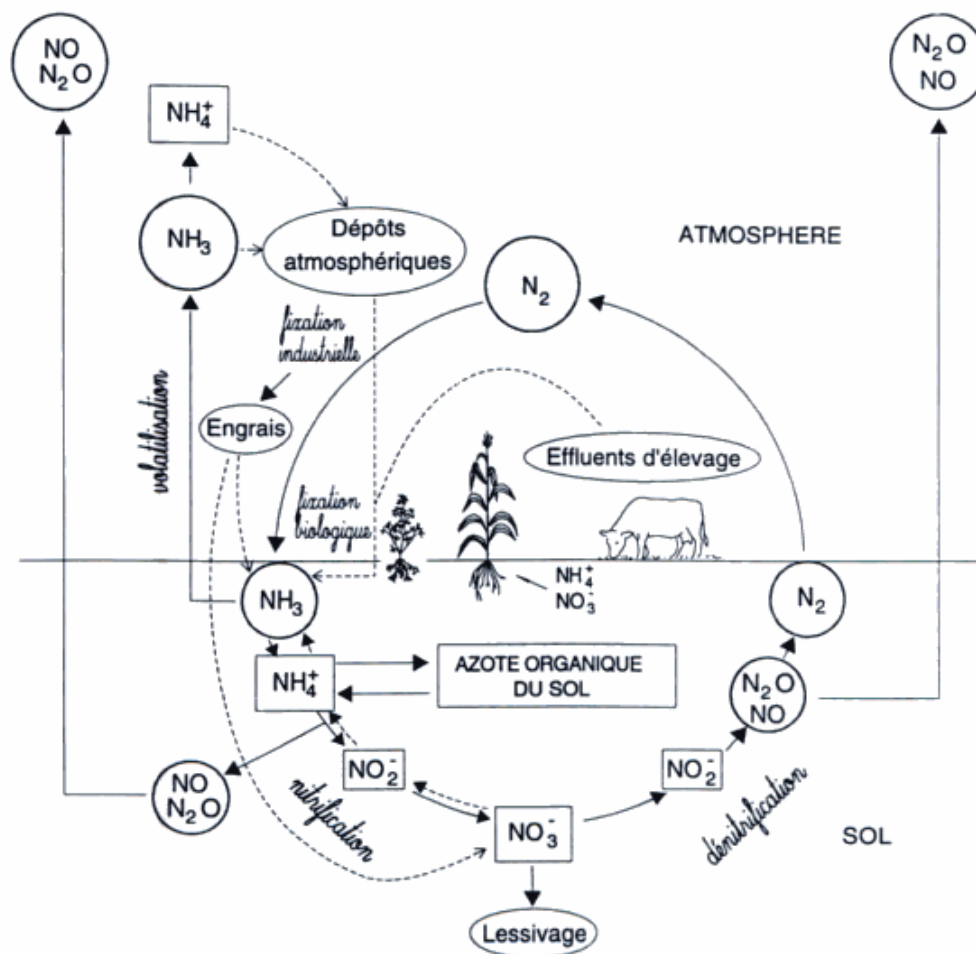 NO
N₂O
N₂O
NO
NH₄⁺
NH₃
Dépôts
atmosphériques
ATMOSPHERE
N₂
fixation
industrielle
volatilisation
Engrais
Effluents d'élevage
fixation
biologique
NH₃
NH₄⁺
NO₃⁻
N₂
NH₄⁺
AZOTE ORGANIQUE
DU SOL
N₂O
NO
NO₂⁻
NO₂⁻
NO
N₂O
nitrification
NO₃⁻
dénitrification
SOL
Lessivage